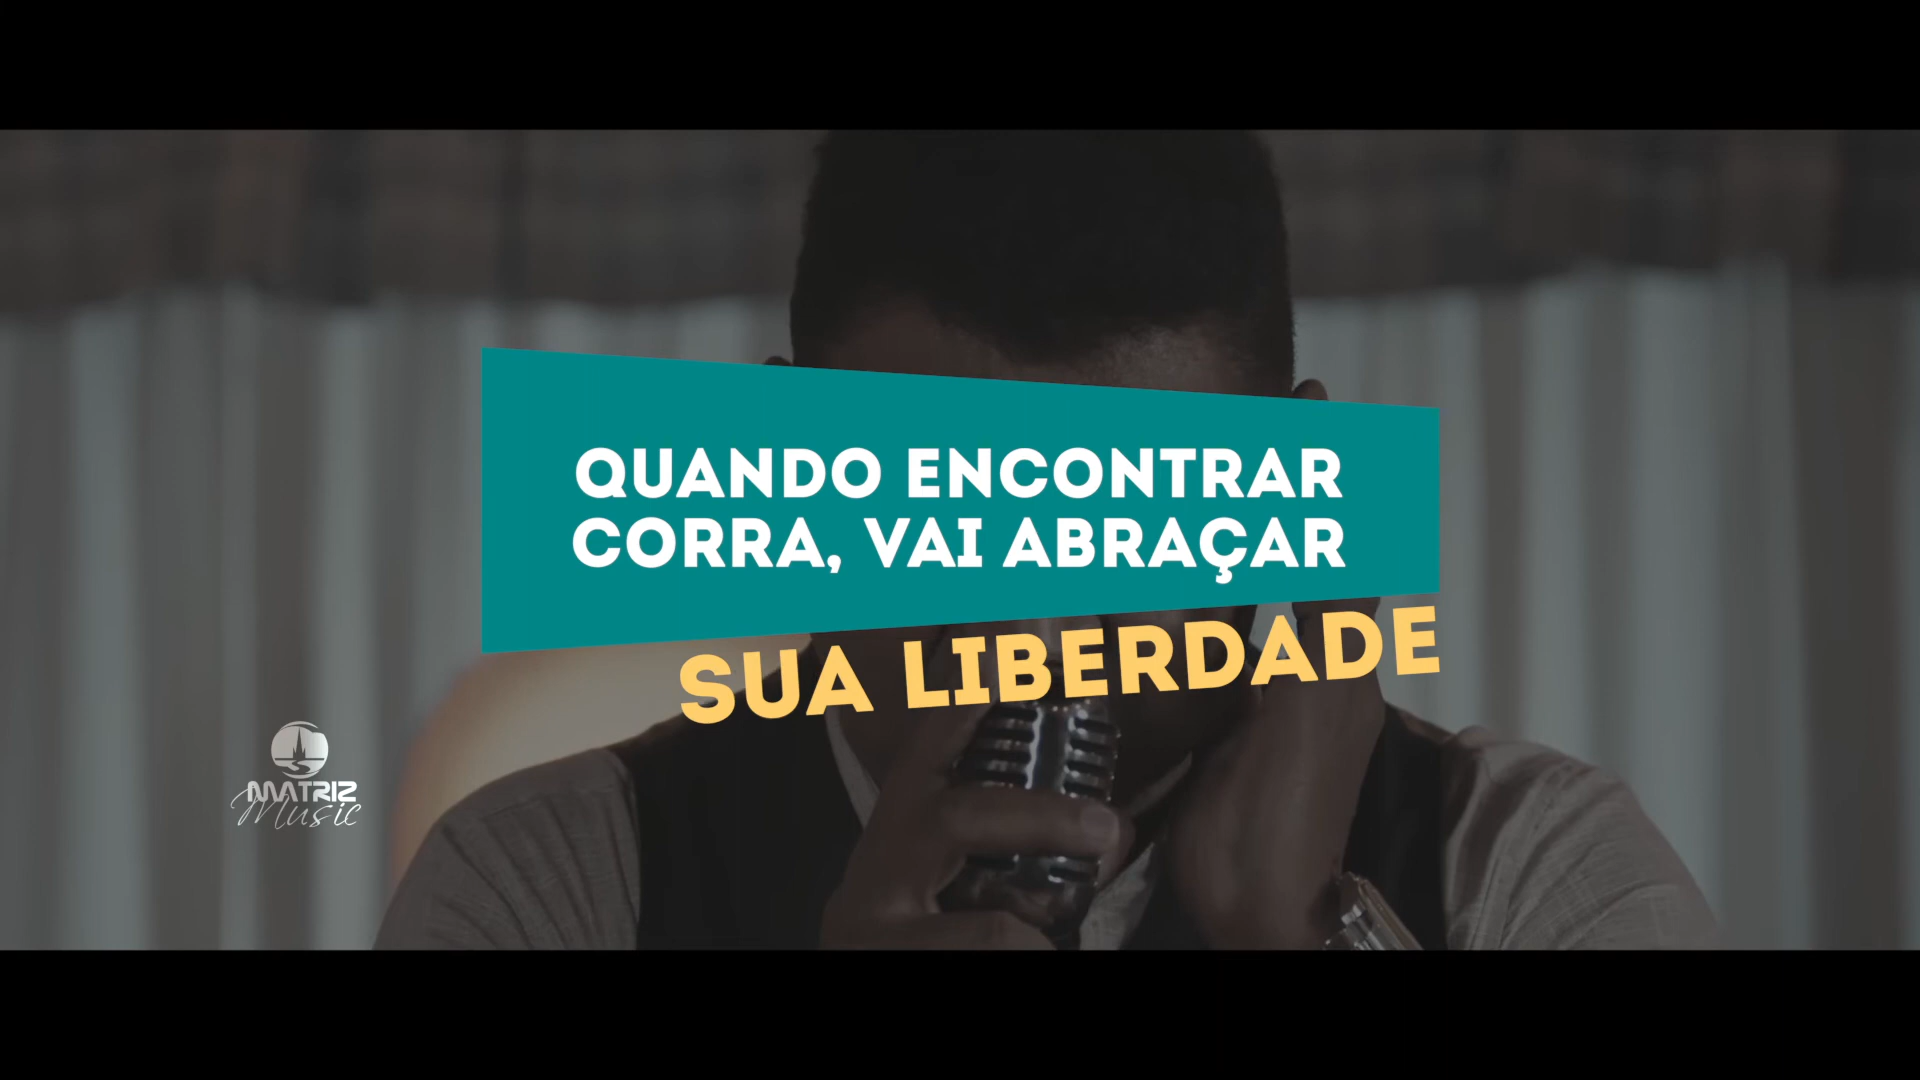 QUANDO ENCONTRAR
CORRA, VAI ABRAÇAR
SUA LIBERDADE
MATRIZ
Music